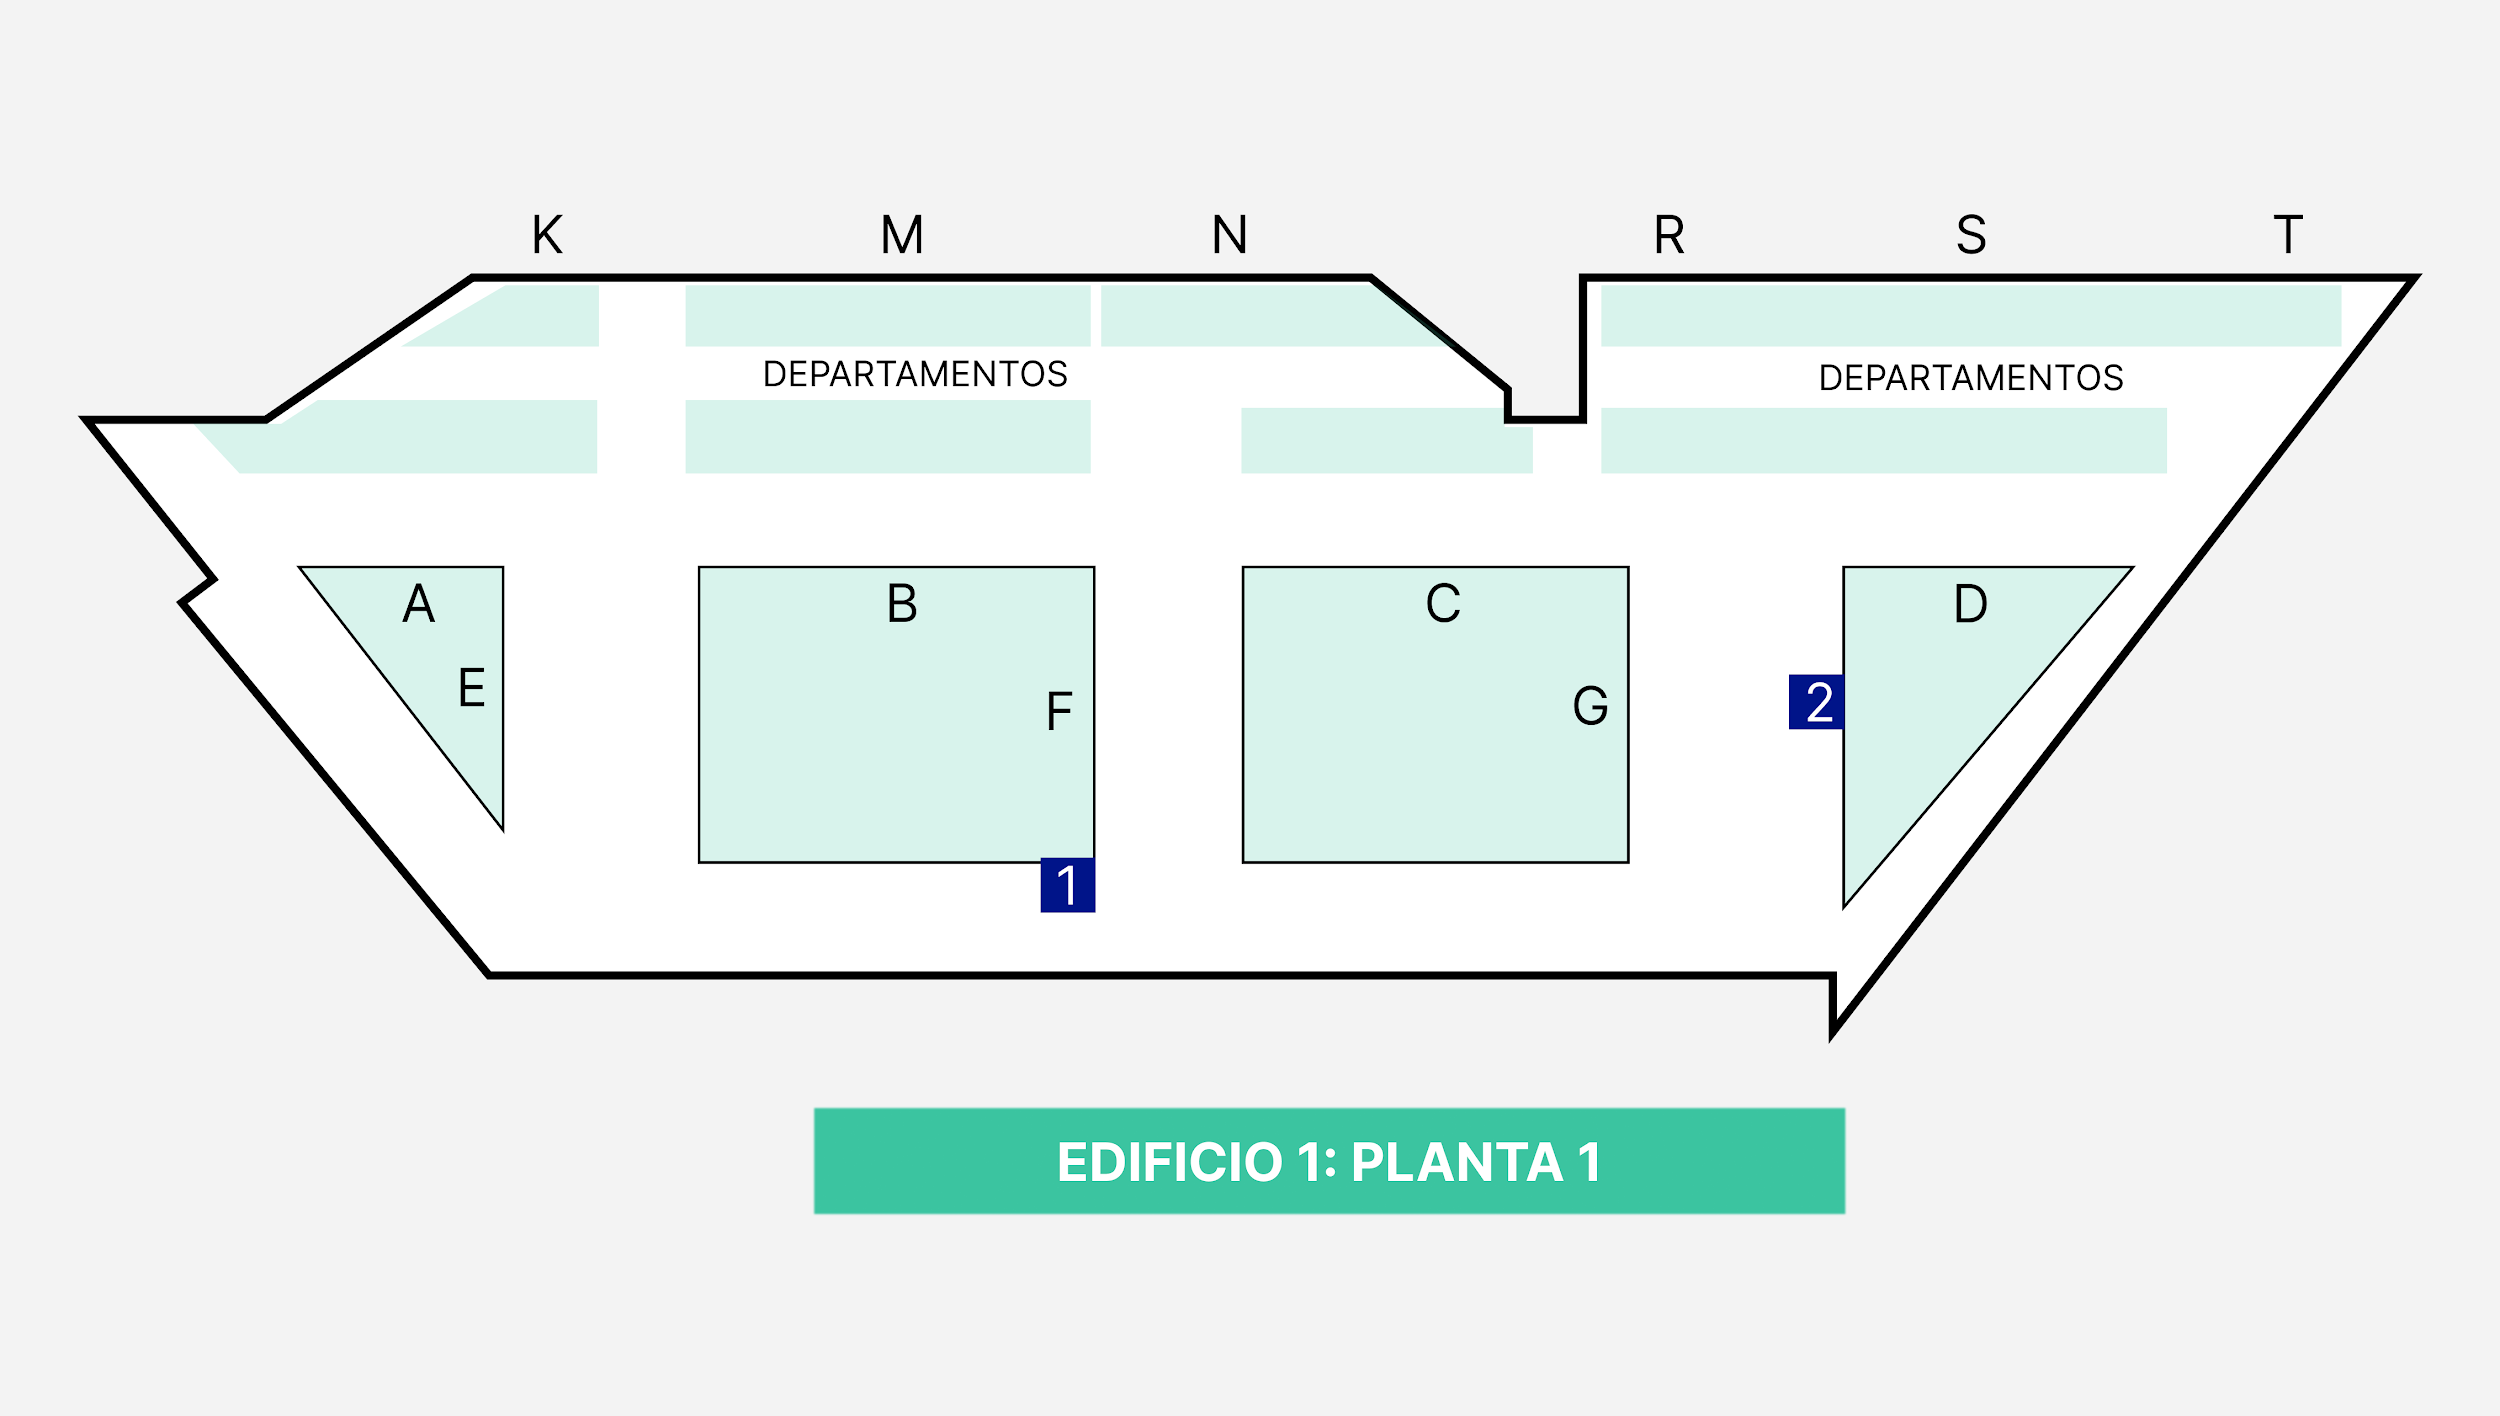 K M N R S T
DEPARTAMENTOS DEPARTAMENTOS
A B C D
E F G 2
1
EDIFICIO 1: PLANTA 1